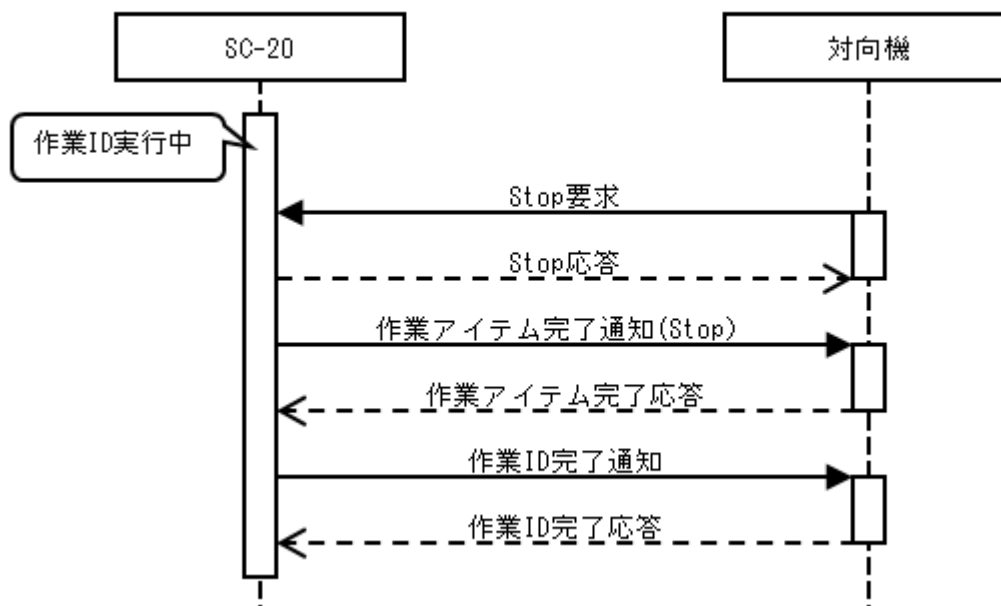 SC-20
対向機
作業ID実行中
Stop要求
Stop応答
作業アイテム完了通知(Stop)
作業アイテム完了応答
作業ID完了通知
作業ID完了応答